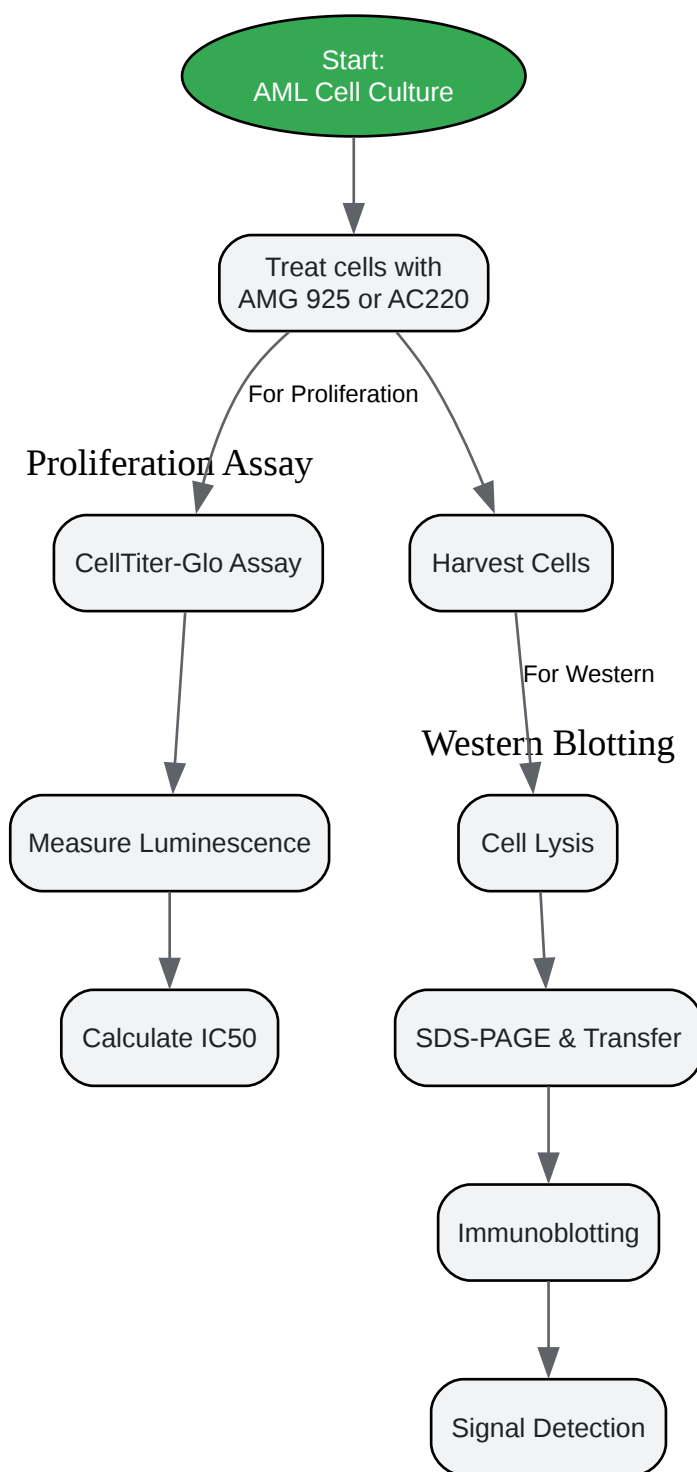 Start:
AML Cell Culture
Treat cells with
AMG 925 or AC220
For Proliferation
Proliferation Assay
CellTiter-Glo Assay
Harvest Cells
For Western
Western Blotting
Measure Luminescence
Cell Lysis
Calculate IC50
SDS-PAGE & Transfer
Immunoblotting
Signal Detection